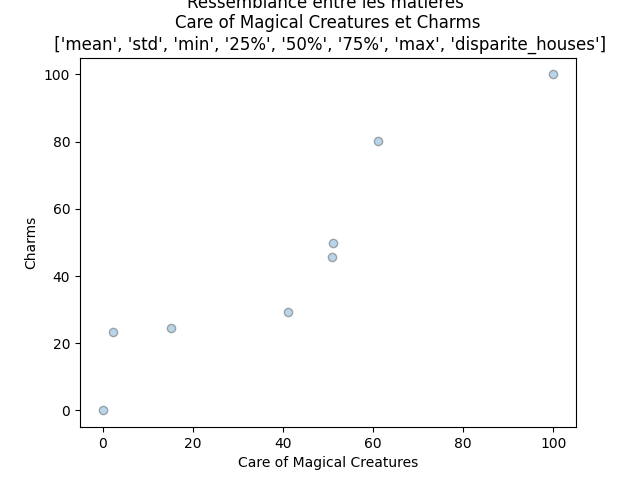 Ressemblance entre les matières
Care of Magical Creatures et Charms
['mean', 'std', 'min', '25%', '50%', '75%', 'max', 'disparite_houses']
100
80
60
40
20
0
Charms
0 20 40 60 80 100
Care of Magical Creatures